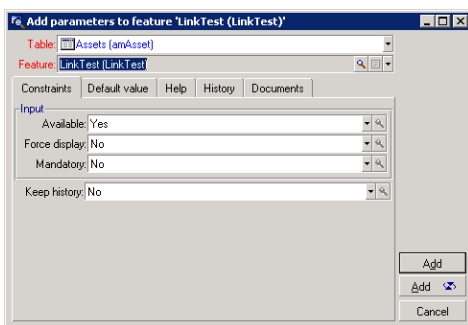 Add parameters to feature 'LinkTest (LinkTest)'
Table: Assets (amAsset)
Feature: LinkTest (LinkTest)
Constraints Default value Help History Documents
Input
Available: Yes
Force display: No
Mandatory: No
Keep history: No
Add
Add
Cancel